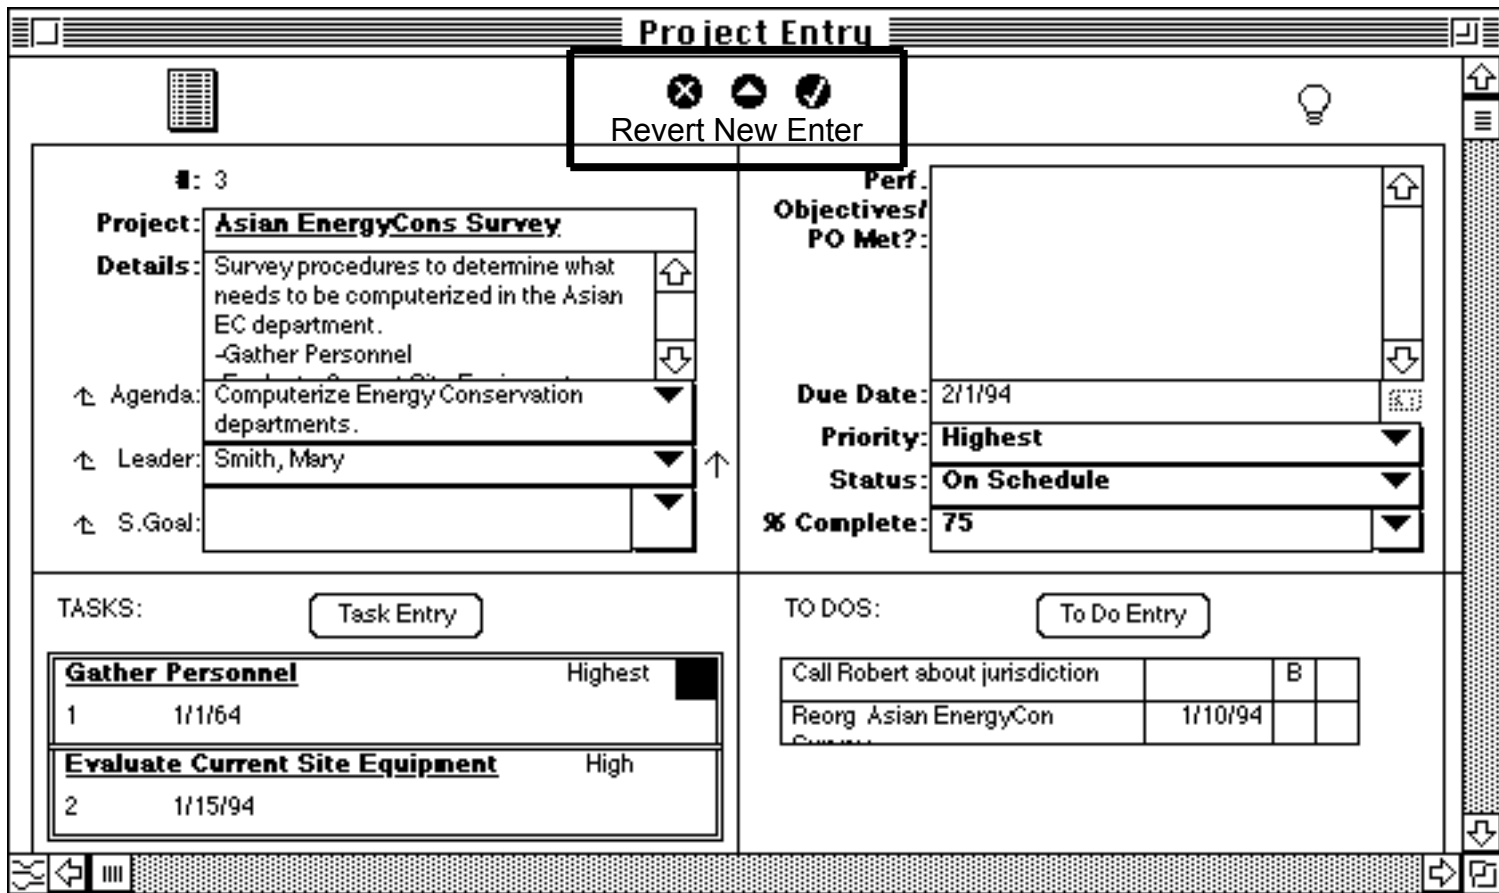 Project Entry
Revert New Enter
#: 3
Project: Asian EnergyCons Survey
Details: Survey procedures to determine what
needs to be computerized in the Asian
EC department.
-Gather Personnel
Agenda: Computerize Energy Conservation
departments.
Leader: Smith, Mary
S.Goal:
Perf.
Objectives/
PO Met?:
Due Date: 2/1/94
Priority: Highest
Status: On Schedule
% Complete: 75
TASKS: Task Entry
Gather Personnel Highest
1 1/1/64
Evaluate Current Site Equipment High
2 1/15/94
TO DOS: To Do Entry
Call Robert about jurisdiction B
Reorg Asian EnergyCon 1/10/94